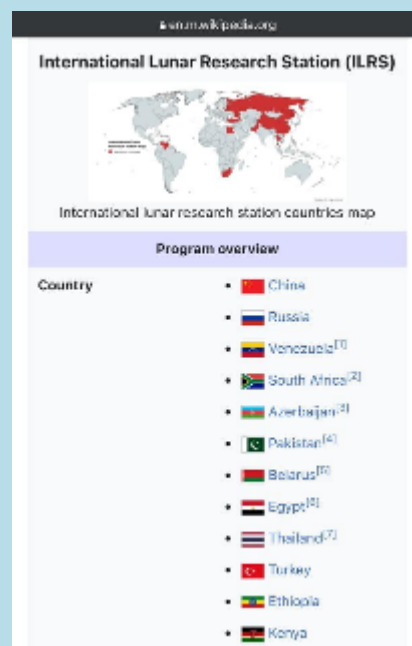 en.m.wikipedia.org
International Lunar Research Station (ILRS)
International lunar research station countries map
Program overview
Country
• China
• Russia
• Venezuela[1]
• South Africa[2]
• Azerbaijan[3]
• Pakistan[4]
• Belarus[5]
• Egypt[6]
• Thailand[7]
• Turkey
• Ethiopia
• Kenya